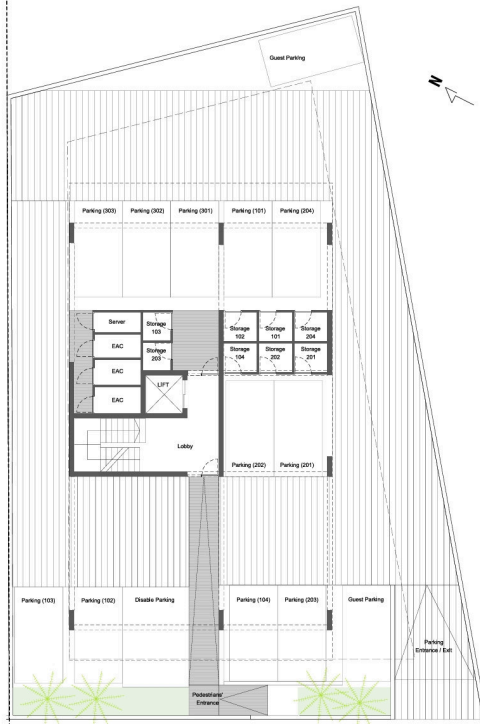 Guest Parking
N
Parking (303)
Parking (302)
Parking (301)
Parking (101)
Parking (204)
Server
Storage
103
EAC
Storage
203
EAC
EAC
LIFT
Storage
102
Storage
101
Storage
204
Storage
104
Storage
202
Storage
201
Lobby
Parking (202)
Parking (201)
Parking (103)
Parking (102)
Disable Parking
Parking (104)
Parking (203)
Guest Parking
Parking
Entrance / Exit
Pedestrians/
Entrance